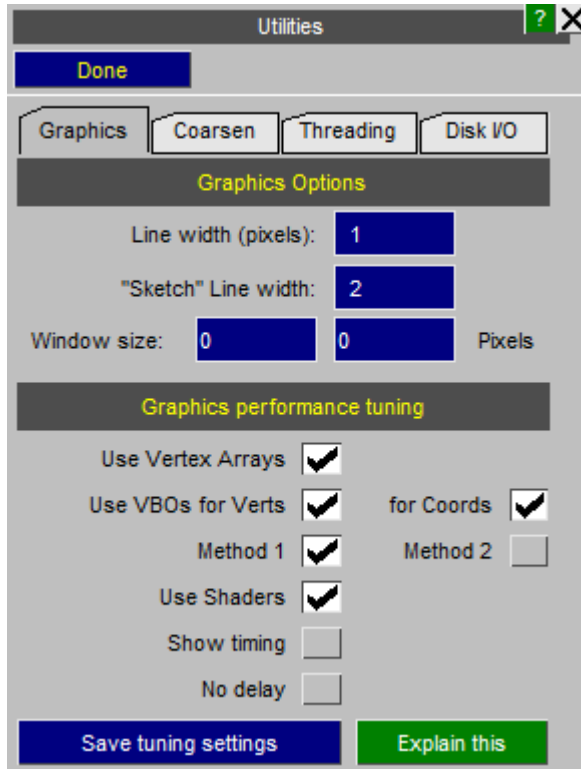 Utilities
?
Done
Graphics Coarsen Threading Disk I/O
Graphics Options
Line width (pixels): 1
"Sketch" Line width: 2
Window size: 0 0 Pixels
Graphics performance tuning
Use Vertex Arrays
Use VBOs for Verts for Coords
Method 1 Method 2
Use Shaders
Show timing
No delay
Save tuning settings Explain this